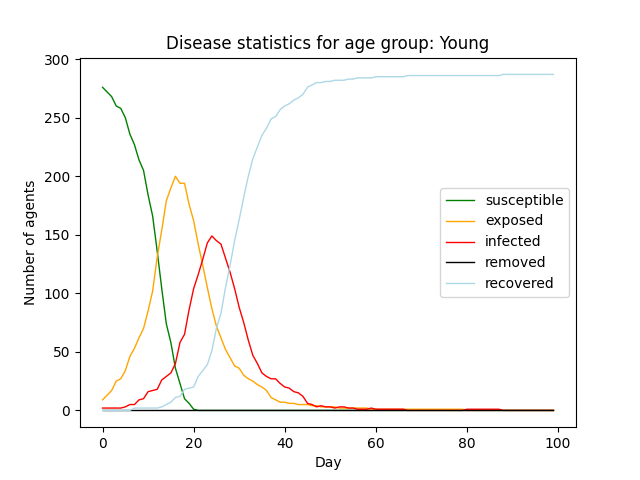 Disease statistics for age group: Young
Number of agents
300
250
200
150
100
50
0
susceptible
exposed
infected
removed
recovered
0 20 40 60 80 100
Day